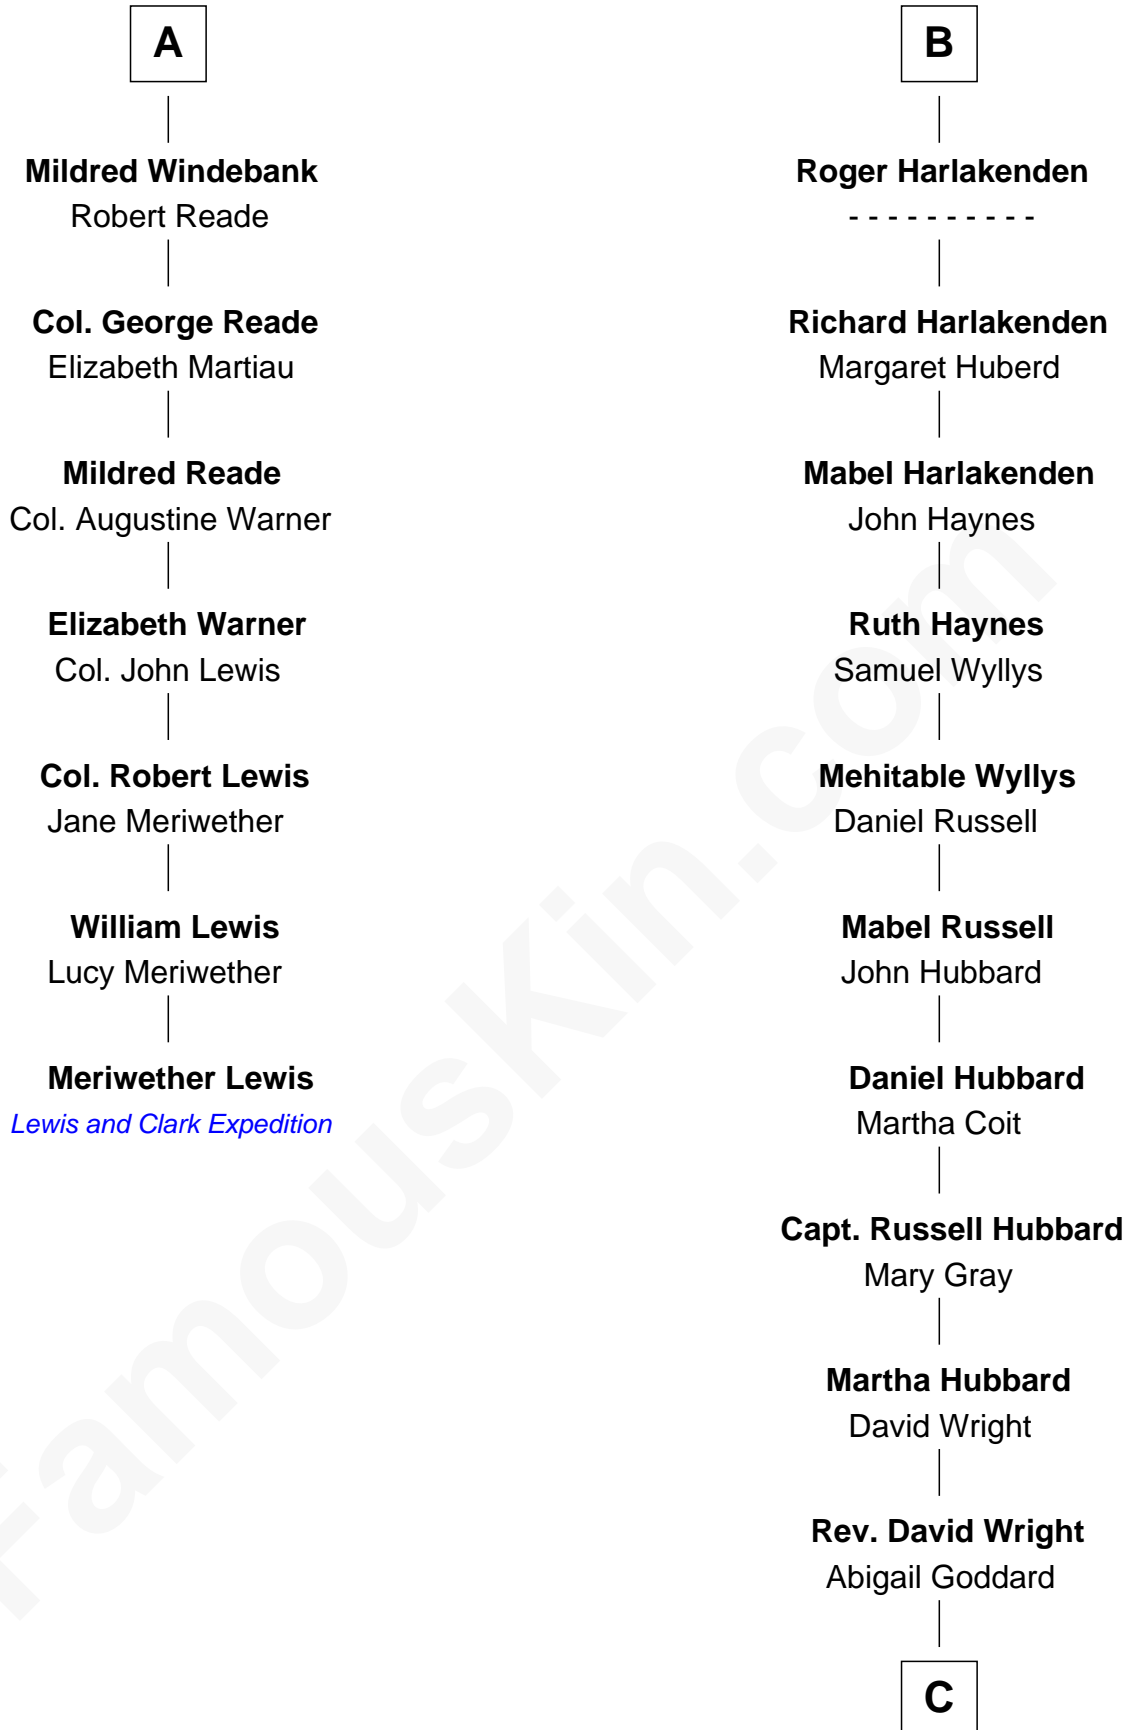 A
Mildred Windebank
Robert Reade
Col. George Reade
Elizabeth Martiau
Mildred Reade
Col. Augustine Warner
Elizabeth Warner
Col. John Lewis
Col. Robert Lewis
Jane Meriwether
William Lewis
Lucy Meriwether
Meriwether Lewis
Lewis and Clark Expedition
B
Roger Harlakenden
- - - - - - - - - -
Richard Harlakenden
Margaret Huberd
Mabel Harlakenden
John Haynes
Ruth Haynes
Samuel Wyllys
Mehitable Wyllys
Daniel Russell
Mabel Russell
John Hubbard
Daniel Hubbard
Martha Coit
Capt. Russell Hubbard
Mary Gray
Martha Hubbard
David Wright
Rev. David Wright
Abigail Goddard
C
FamousKin.com